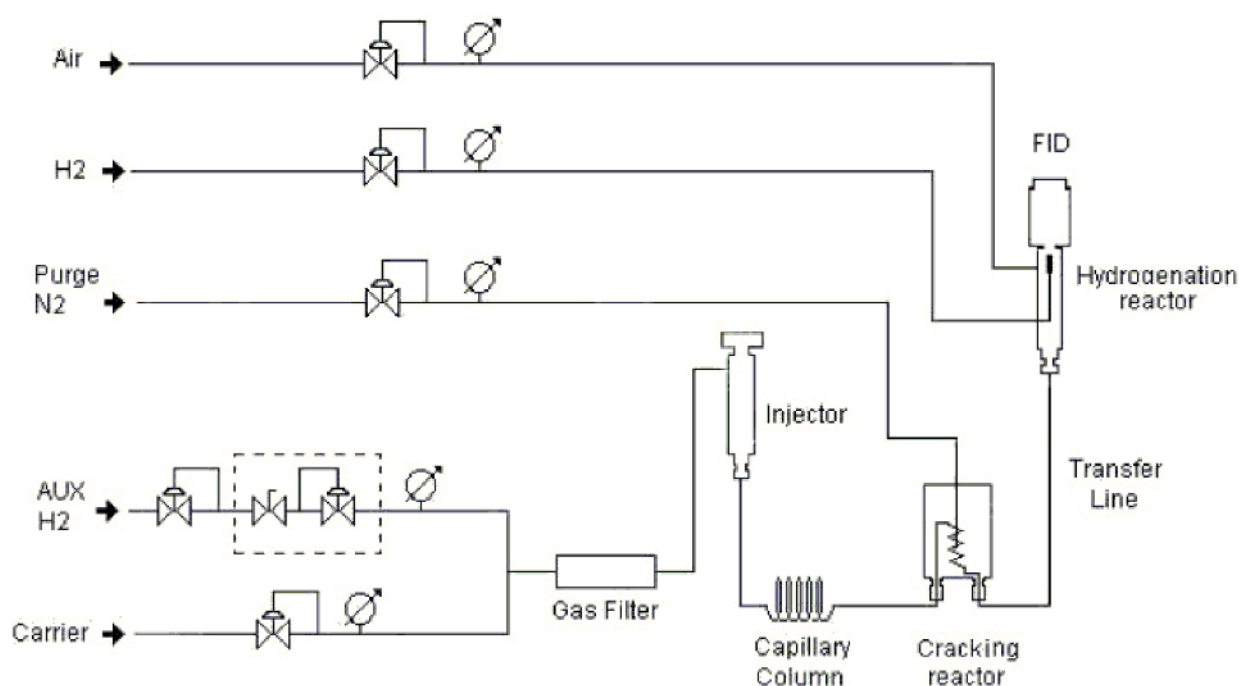 Air
H2
FID
Purge
N2
Hydrogenation
reactor
Injector
AUX
H2
Transfer
Line
Gas Filter
Carrier
Capillary
Column
Cracking
reactor